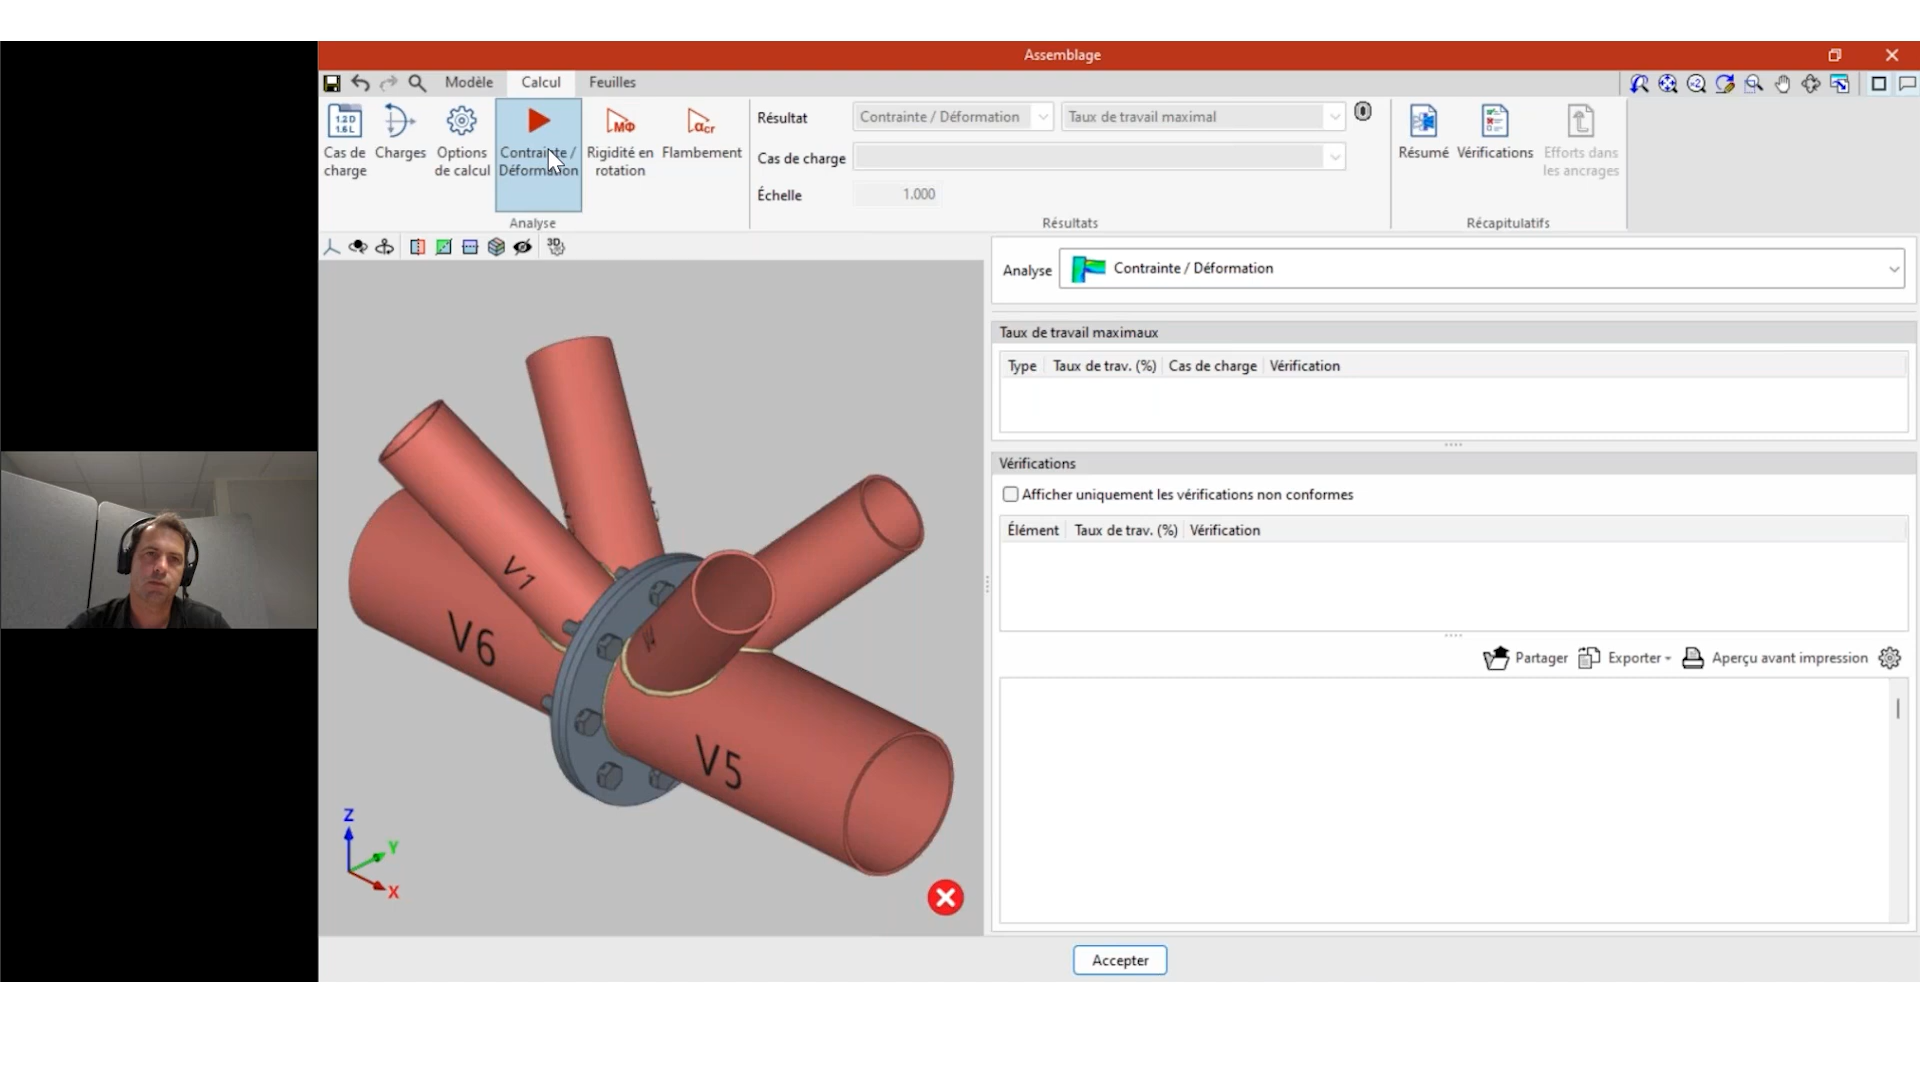 Assemblage
Modèle Calcul Feuilles
Cas de charge
Charges
Options de calcul
Contrainte / Déformation
Rigidité en rotation
Flambement
Analyse
Résultat Contrainte / Déformation Taux de travail maximal
Cas de charge
Échelle 1.000
Résultats
Résumé
Vérifications
Efforts dans les ancrages
Récapitulatifs
3D
Analyse Contrainte / Déformation
Taux de travail maximaux
Type Taux de trav. (%) Cas de charge Vérification
Vérifications
Afficher uniquement les vérifications non conformes
Élément Taux de trav. (%) Vérification
Partager Exporter Aperçu avant impression
V1
V6
V5
Z
Y
X
Accepter